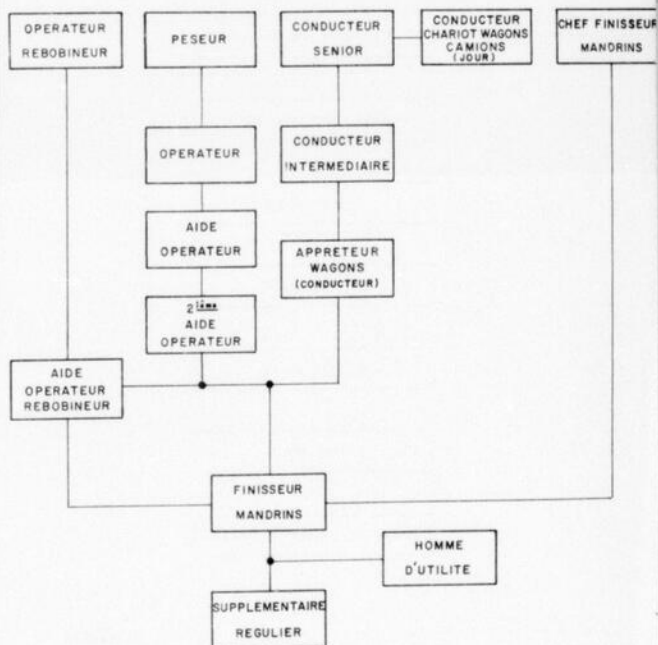 OPERATEUR
REBOBINEUR
PESEUR
CONDUCTEUR
SENIOR
CONDUCTEUR
CHARIOT WAGONS
CAMIONS
(JOUR)
CHEF FINISSEUR
MANDRINS
OPERATEUR
CONDUCTEUR
INTERMEDIAIRE
AIDE
OPERATEUR
APPRETEUR
WAGONS
(CONDUCTEUR)
2ième
AIDE
OPERATEUR
AIDE
OPERATEUR
REBOBINEUR
FINISSEUR
MANDRINS
HOMME
D'UTILITE
SUPPLEMENTAIRE
REGULIER